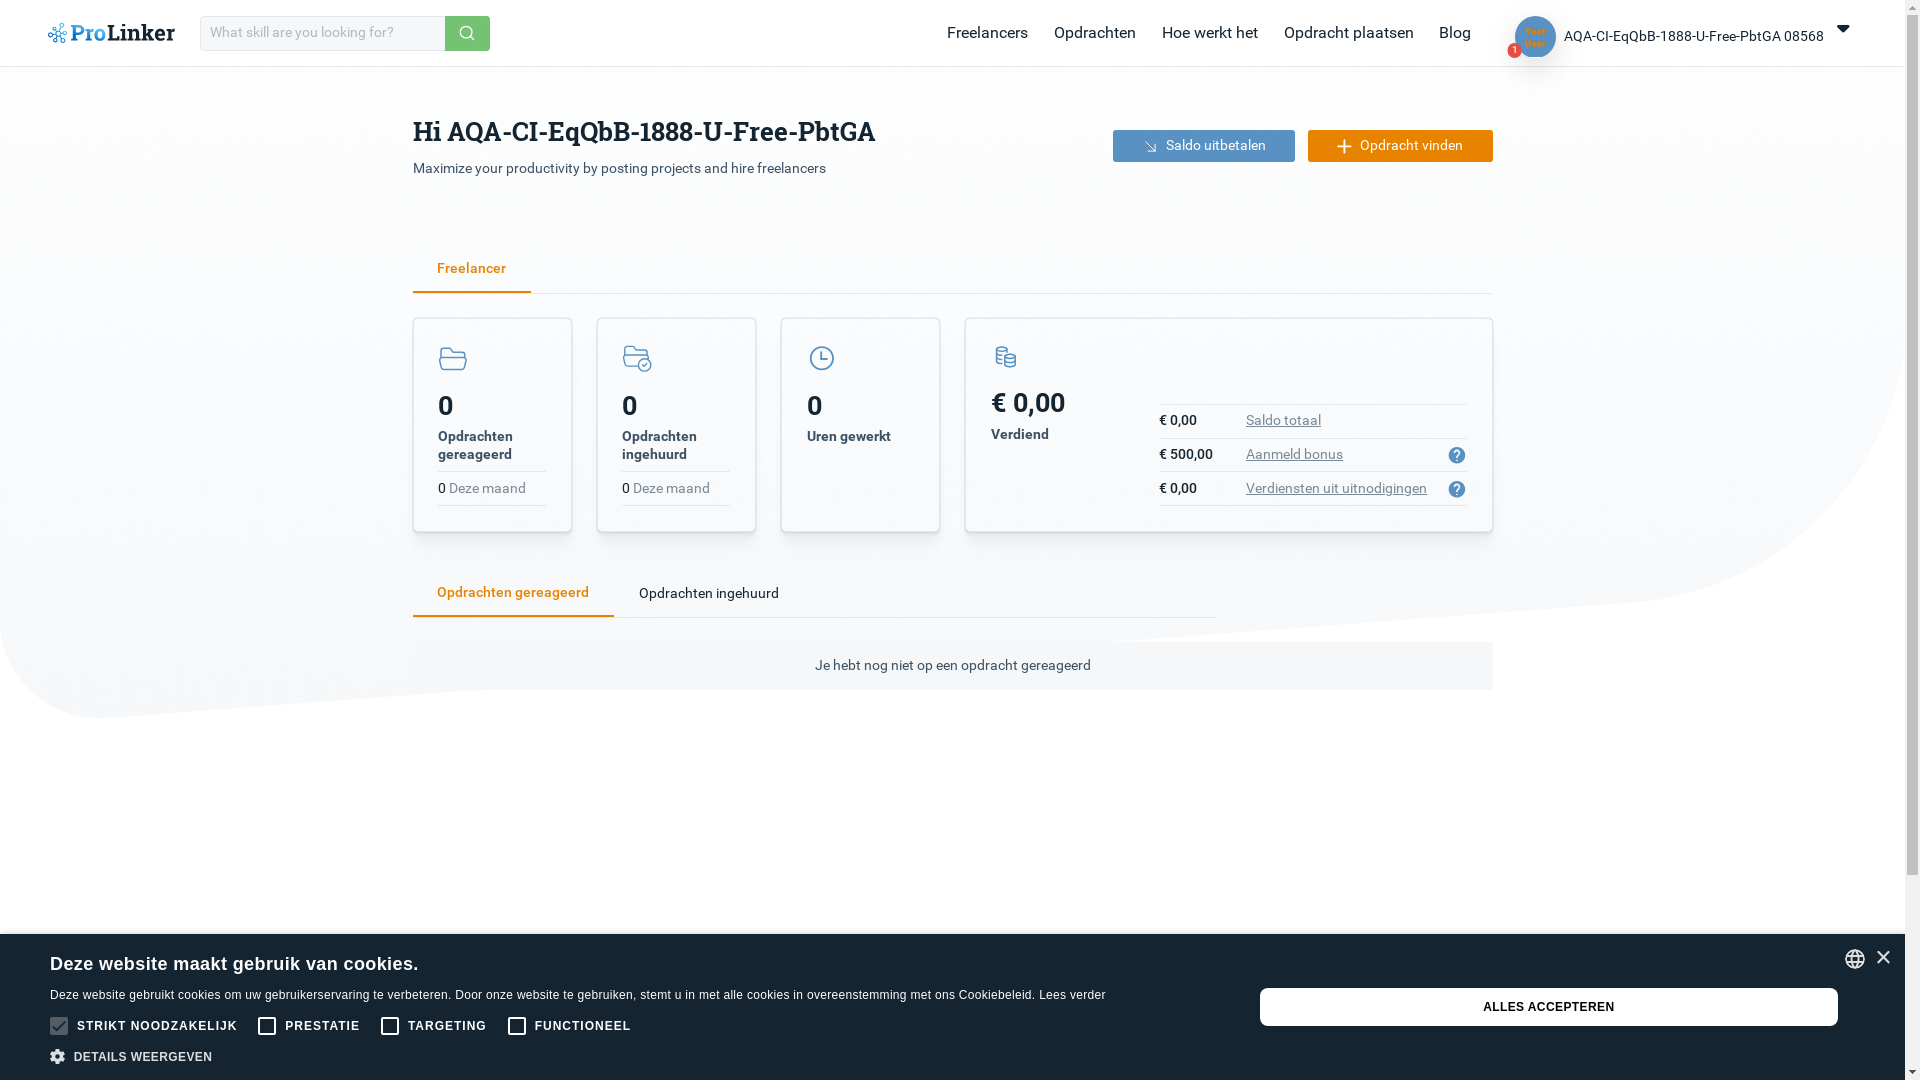 ProLinker
What skill are you looking for?
Freelancers
Opdrachten
Hoe werkt het
Opdracht plaatsen
Blog
1
AQA-CI-EqQbB-1888-U-Free-PbtGA 08568
Hi AQA-CI-EqQbB-1888-U-Free-PbtGA
Maximize your productivity by posting projects and hire freelancers
Saldo uitbetalen
Opdracht vinden
Freelancer
0
Opdrachten
gereageerd
0 Deze maand
0
Opdrachten
ingehuurd
0 Deze maand
0
Uren gewerkt
€ 0,00
Verdiend
€ 0,00 Saldo totaal
€ 500,00 Aanmeld bonus
€ 0,00 Verdiensten uit uitnodigingen
Opdrachten gereageerd
Opdrachten ingehuurd
Je hebt nog niet op een opdracht gereageerd
Deze website maakt gebruik van cookies.
Deze website gebruikt cookies om uw gebruikerservaring te verbeteren. Door onze website te gebruiken, stemt u in met alle cookies in overeenstemming met ons Cookiebeleid. Lees verder
STRIKT NOODZAKELIJK
PRESTATIE
TARGETING
FUNCTIONEEL
DETAILS WEERGEVEN
ALLES ACCEPTEREN